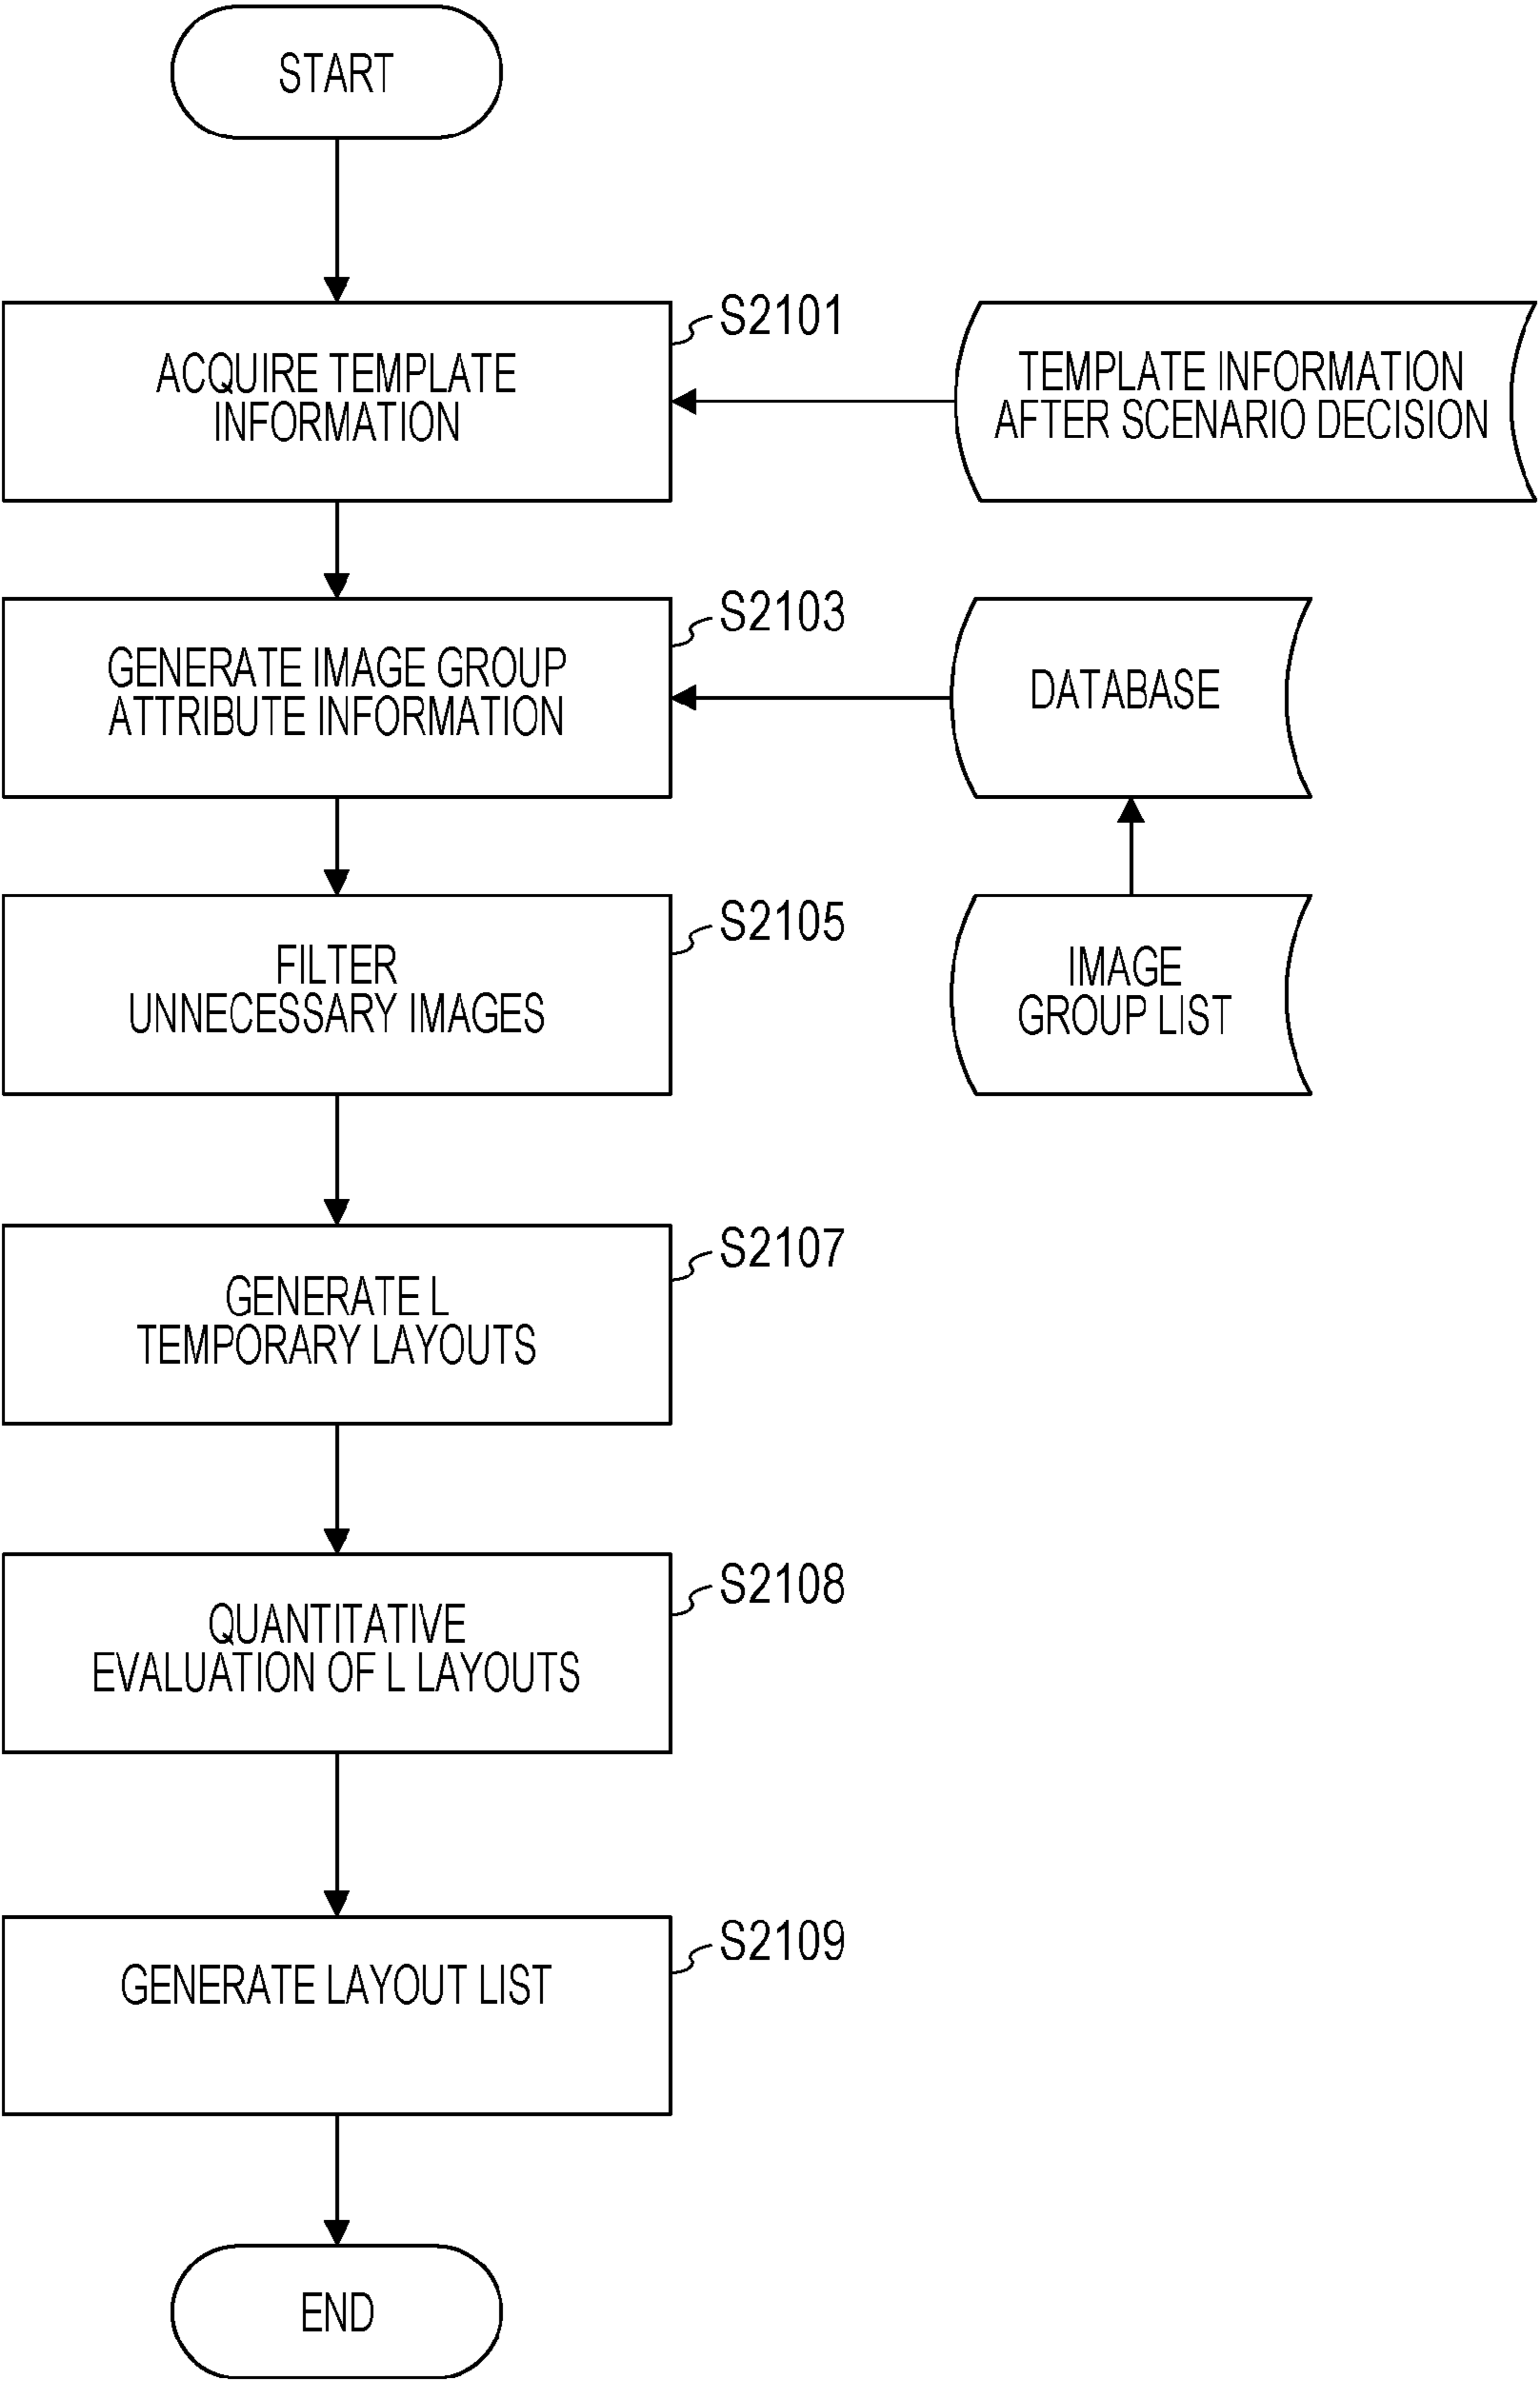 START
S2101
ACQUIRE TEMPLATE
INFORMATION
TEMPLATE INFORMATION
AFTER SCENARIO DECISION
S2103
GENERATE IMAGE GROUP
ATTRIBUTE INFORMATION
DATABASE
S2105
FILTER
UNNECESSARY IMAGES
IMAGE
GROUP LIST
S2107
GENERATE L
TEMPORARY LAYOUTS
S2108
QUANTITATIVE
EVALUATION OF L LAYOUTS
S2109
GENERATE LAYOUT LIST
END